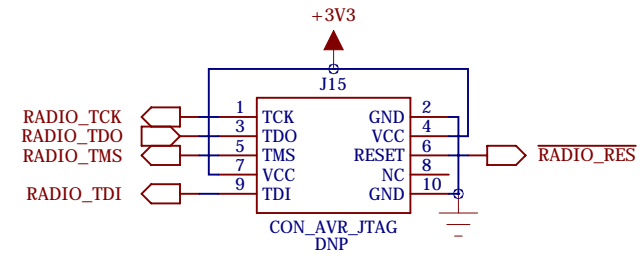 +3V3
J15
RADIO_TCK 1 TCK GND 2
RADIO_TDO 3 TDO VCC 4
RADIO_TMS 5 TMS RESET 6 RADIO_RES
7 VCC NC 8
RADIO_TDI 9 TDI GND 10
CON_AVR_JTAG
DNP